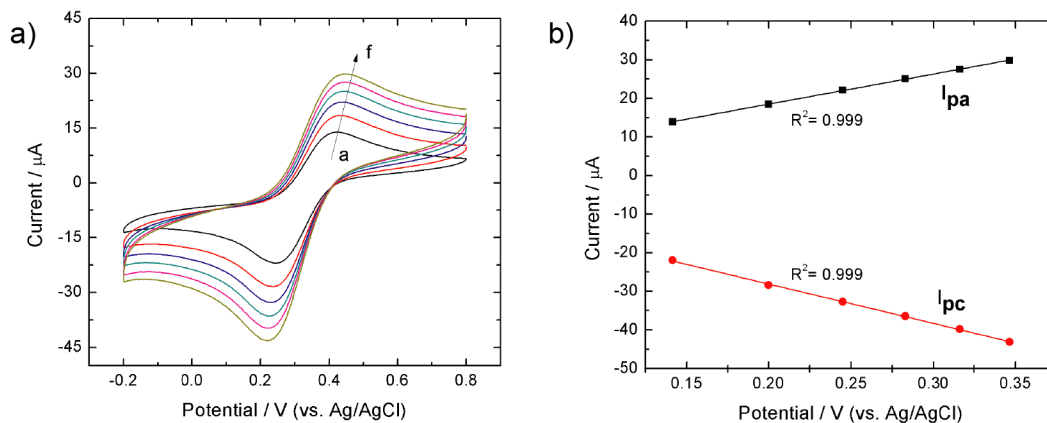 a)
f
a
45
30
15
0
-15
-30
-45
Current / μA
-0.2 0.0 0.2 0.4 0.6 0.8
Potential / V (vs. Ag/AgCl)
b)
40
30
20
10
0
-10
-20
-30
-40
-50
Current / μA
Ipa
R²= 0.999
R²= 0.999
Ipc
0.15 0.20 0.25 0.30 0.35
Potential / V (vs. Ag/AgCl)